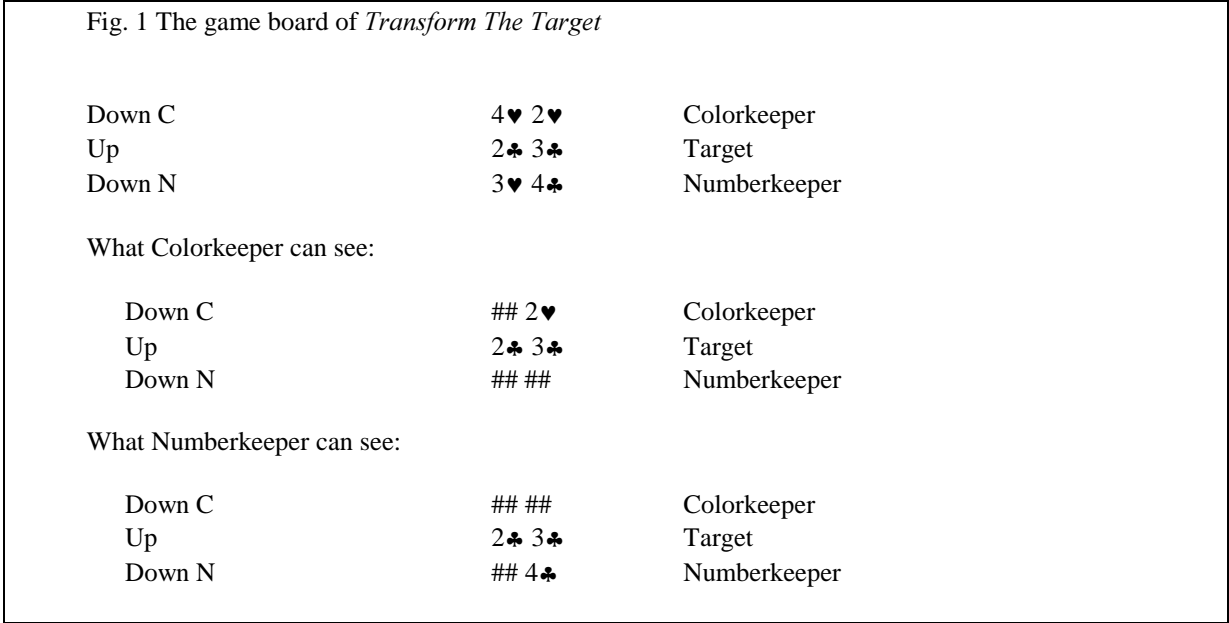 Fig. 1 The game board of Transform The Target
Down C 4♥ 2♥ Colorkeeper
Up 2♣ 3♣ Target
Down N 3♥ 4♣ Numberkeeper
What Colorkeeper can see:
Down C ## 2♥ Colorkeeper
Up 2♣ 3♣ Target
Down N ## ## Numberkeeper
What Numberkeeper can see:
Down C ## ## Colorkeeper
Up 2♣ 3♣ Target
Down N ## 4♣ Numberkeeper